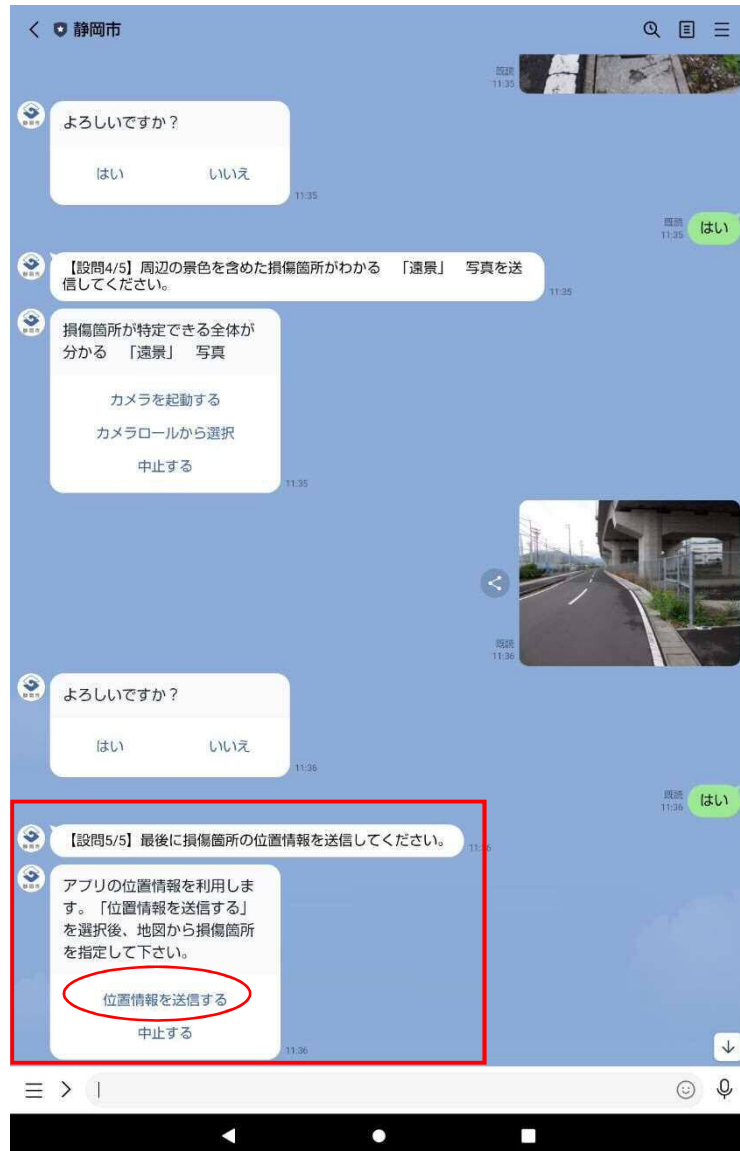 静岡市
既読
11:35
よろしいですか？
はい いいえ
11:35
既読
11:35
はい
【設問4/5】周辺の景色を含めた損傷箇所がわかる 「遠景」 写真を送
信してください。
11:35
損傷箇所が特定できる全体が
分かる 「遠景」 写真
カメラを起動する
カメラロールから選択
中止する
11:35
既読
11:36
よろしいですか？
はい いいえ
11:36
既読
11:36
はい
【設問5/5】最後に損傷箇所の位置情報を送信してください。
11:36
アプリの位置情報を利用しま
す。「位置情報を送信する」
を選択後、地図から損傷箇所
を指定して下さい。
位置情報を送信する
中止する
11:36